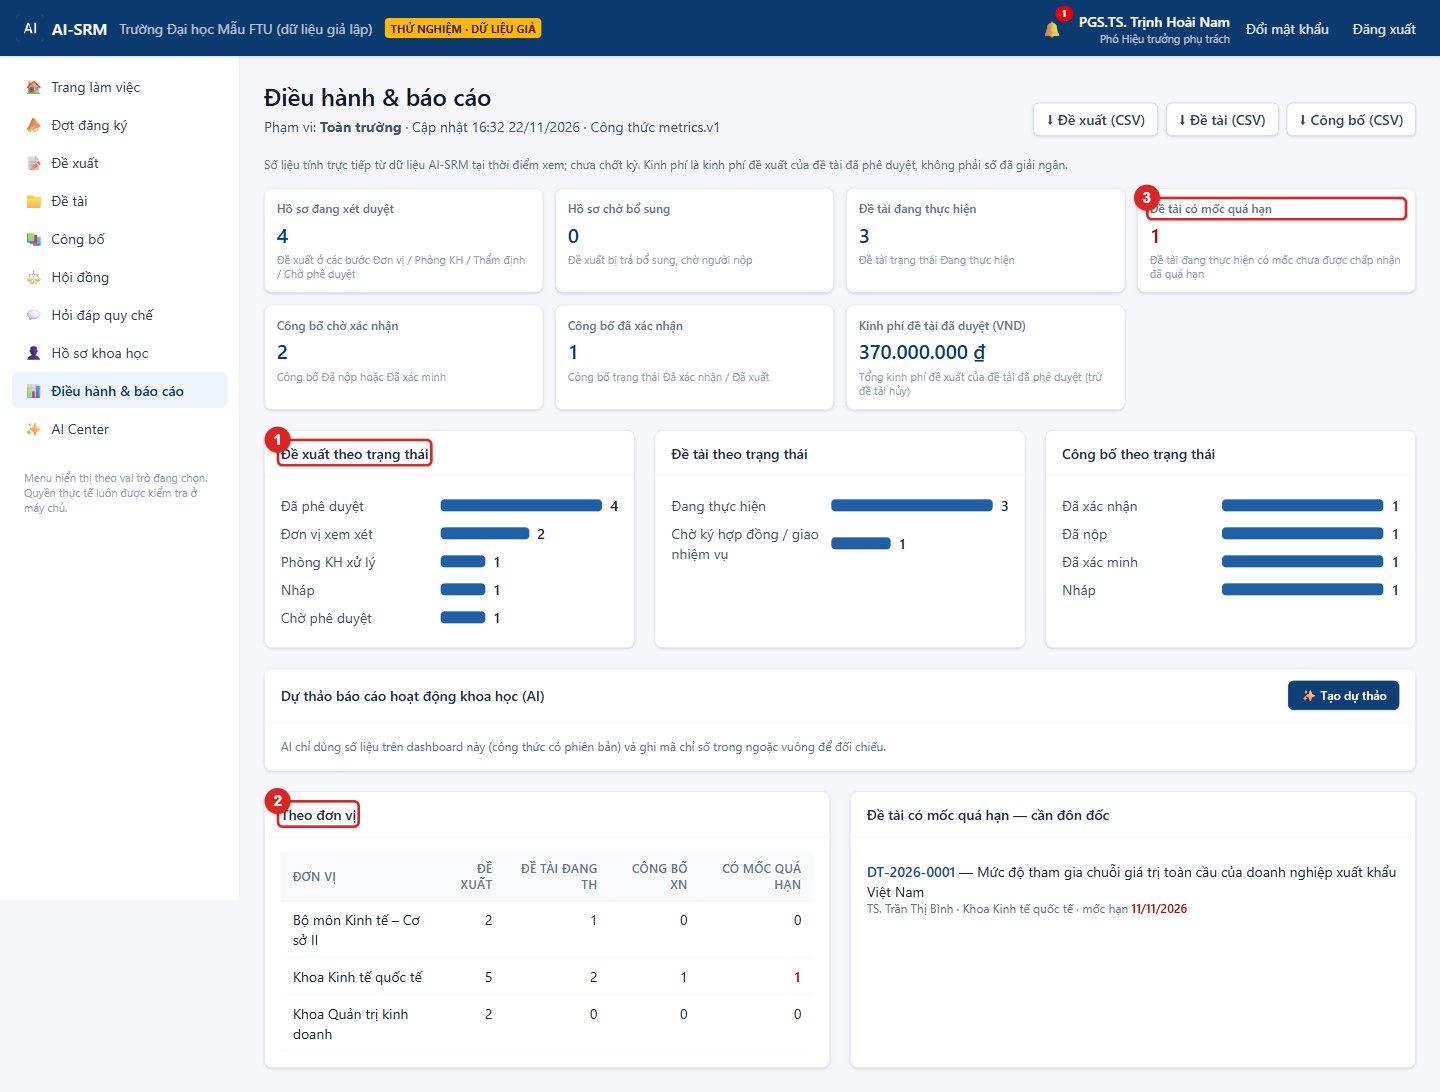 AI AI-SRM Trường Đại học Mẫu FTU (dữ liệu giả lập) THỬ NGHIỆM · DỮ LIỆU GIẢ
1 PGS.TS. Trịnh Hoài Nam
Phó Hiệu trưởng phụ trách
Đổi mật khẩu Đăng xuất
Trang làm việc
Đợt đăng ký
Đề xuất
Đề tài
Công bố
Hội đồng
Hỏi đáp quy chế
Hồ sơ khoa học
Điều hành & báo cáo
AI Center
Menu hiển thị theo vai trò đang chọn.
Quyền thực tế luôn được kiểm tra ở
máy chủ.
Điều hành & báo cáo
Phạm vi: Toàn trường · Cập nhật 16:32 22/11/2026 · Công thức metrics.v1
⭳ Đề xuất (CSV) ⭳ Đề tài (CSV) ⭳ Công bố (CSV)
Số liệu tính trực tiếp từ dữ liệu AI-SRM tại thời điểm xem; chưa chốt kỳ. Kinh phí là kinh phí đề xuất của đề tài đã phê duyệt, không phải số đã giải ngân.
Hồ sơ đang xét duyệt
4
Đề xuất ở các bước Đơn vị / Phòng KH / Thẩm định
/ Chờ phê duyệt
Hồ sơ chờ bổ sung
0
Đề xuất bị trả bổ sung, chờ người nộp
Đề tài đang thực hiện
3
Đề tài trạng thái Đang thực hiện
3
Đề tài có mốc quá hạn
1
Đề tài đang thực hiện có mốc chưa được chấp nhận
đã quá hạn
Công bố chờ xác nhận
2
Công bố Đã nộp hoặc Đã xác minh
Công bố đã xác nhận
1
Công bố trạng thái Đã xác nhận / Đã xuất
Kinh phí đề tài đã duyệt (VND)
370.000.000 ₫
Tổng kinh phí đề xuất của đề tài đã phê duyệt (trừ
đề tài hủy)
1
Đề xuất theo trạng thái
Đã phê duyệt 4
Đơn vị xem xét 2
Phòng KH xử lý 1
Nháp 1
Chờ phê duyệt 1
Đề tài theo trạng thái
Đang thực hiện 3
Chờ ký hợp đồng / giao
nhiệm vụ 1
Công bố theo trạng thái
Đã xác nhận 1
Đã nộp 1
Đã xác minh 1
Nháp 1
Dự thảo báo cáo hoạt động khoa học (AI)
Tạo dự thảo
AI chỉ dùng số liệu trên dashboard này (công thức có phiên bản) và ghi mã chỉ số trong ngoặc vuông để đối chiếu.
2
Theo đơn vị
ĐƠN VỊ ĐỀ XUẤT ĐỀ TÀI ĐANG TH CÔNG BỐ XN CÓ MỐC QUÁ HẠN
Bộ môn Kinh tế – Cơ sở II 2 1 0 0
Khoa Kinh tế quốc tế 5 2 1 1
Khoa Quản trị kinh doanh 2 0 0 0
Đề tài có mốc quá hạn — cần đôn đốc
DT-2026-0001 — Mức độ tham gia chuỗi giá trị toàn cầu của doanh nghiệp xuất khẩu
Việt Nam
TS. Trần Thị Bình · Khoa Kinh tế quốc tế · mốc hạn 11/11/2026